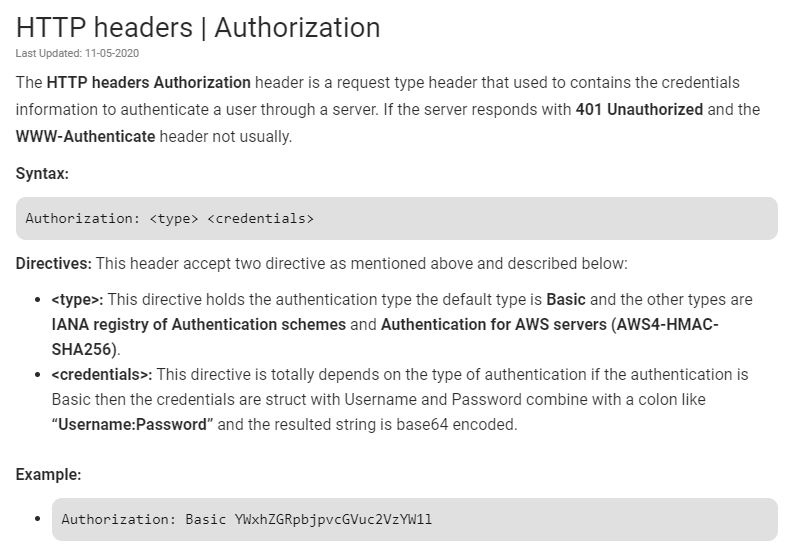 HTTP headers | Authorization
Last Updated: 11-05-2020
The HTTP headers Authorization header is a request type header that used to contains the credentials
information to authenticate a user through a server. If the server responds with 401 Unauthorized and the
WWW-Authenticate header not usually.
Syntax:
Authorization: <type> <credentials>
Directives: This header accept two directive as mentioned above and described below:
• <type>: This directive holds the authentication type the default type is Basic and the other types are
IANA registry of Authentication schemes and Authentication for AWS servers (AWS4-HMAC-
SHA256).
• <credentials>: This directive is totally depends on the type of authentication if the authentication is
Basic then the credentials are struct with Username and Password combine with a colon like
“Username:Password” and the resulted string is base64 encoded.
Example:
• Authorization: Basic YWxhZGRpbjpvcGVuc2VzYW1l